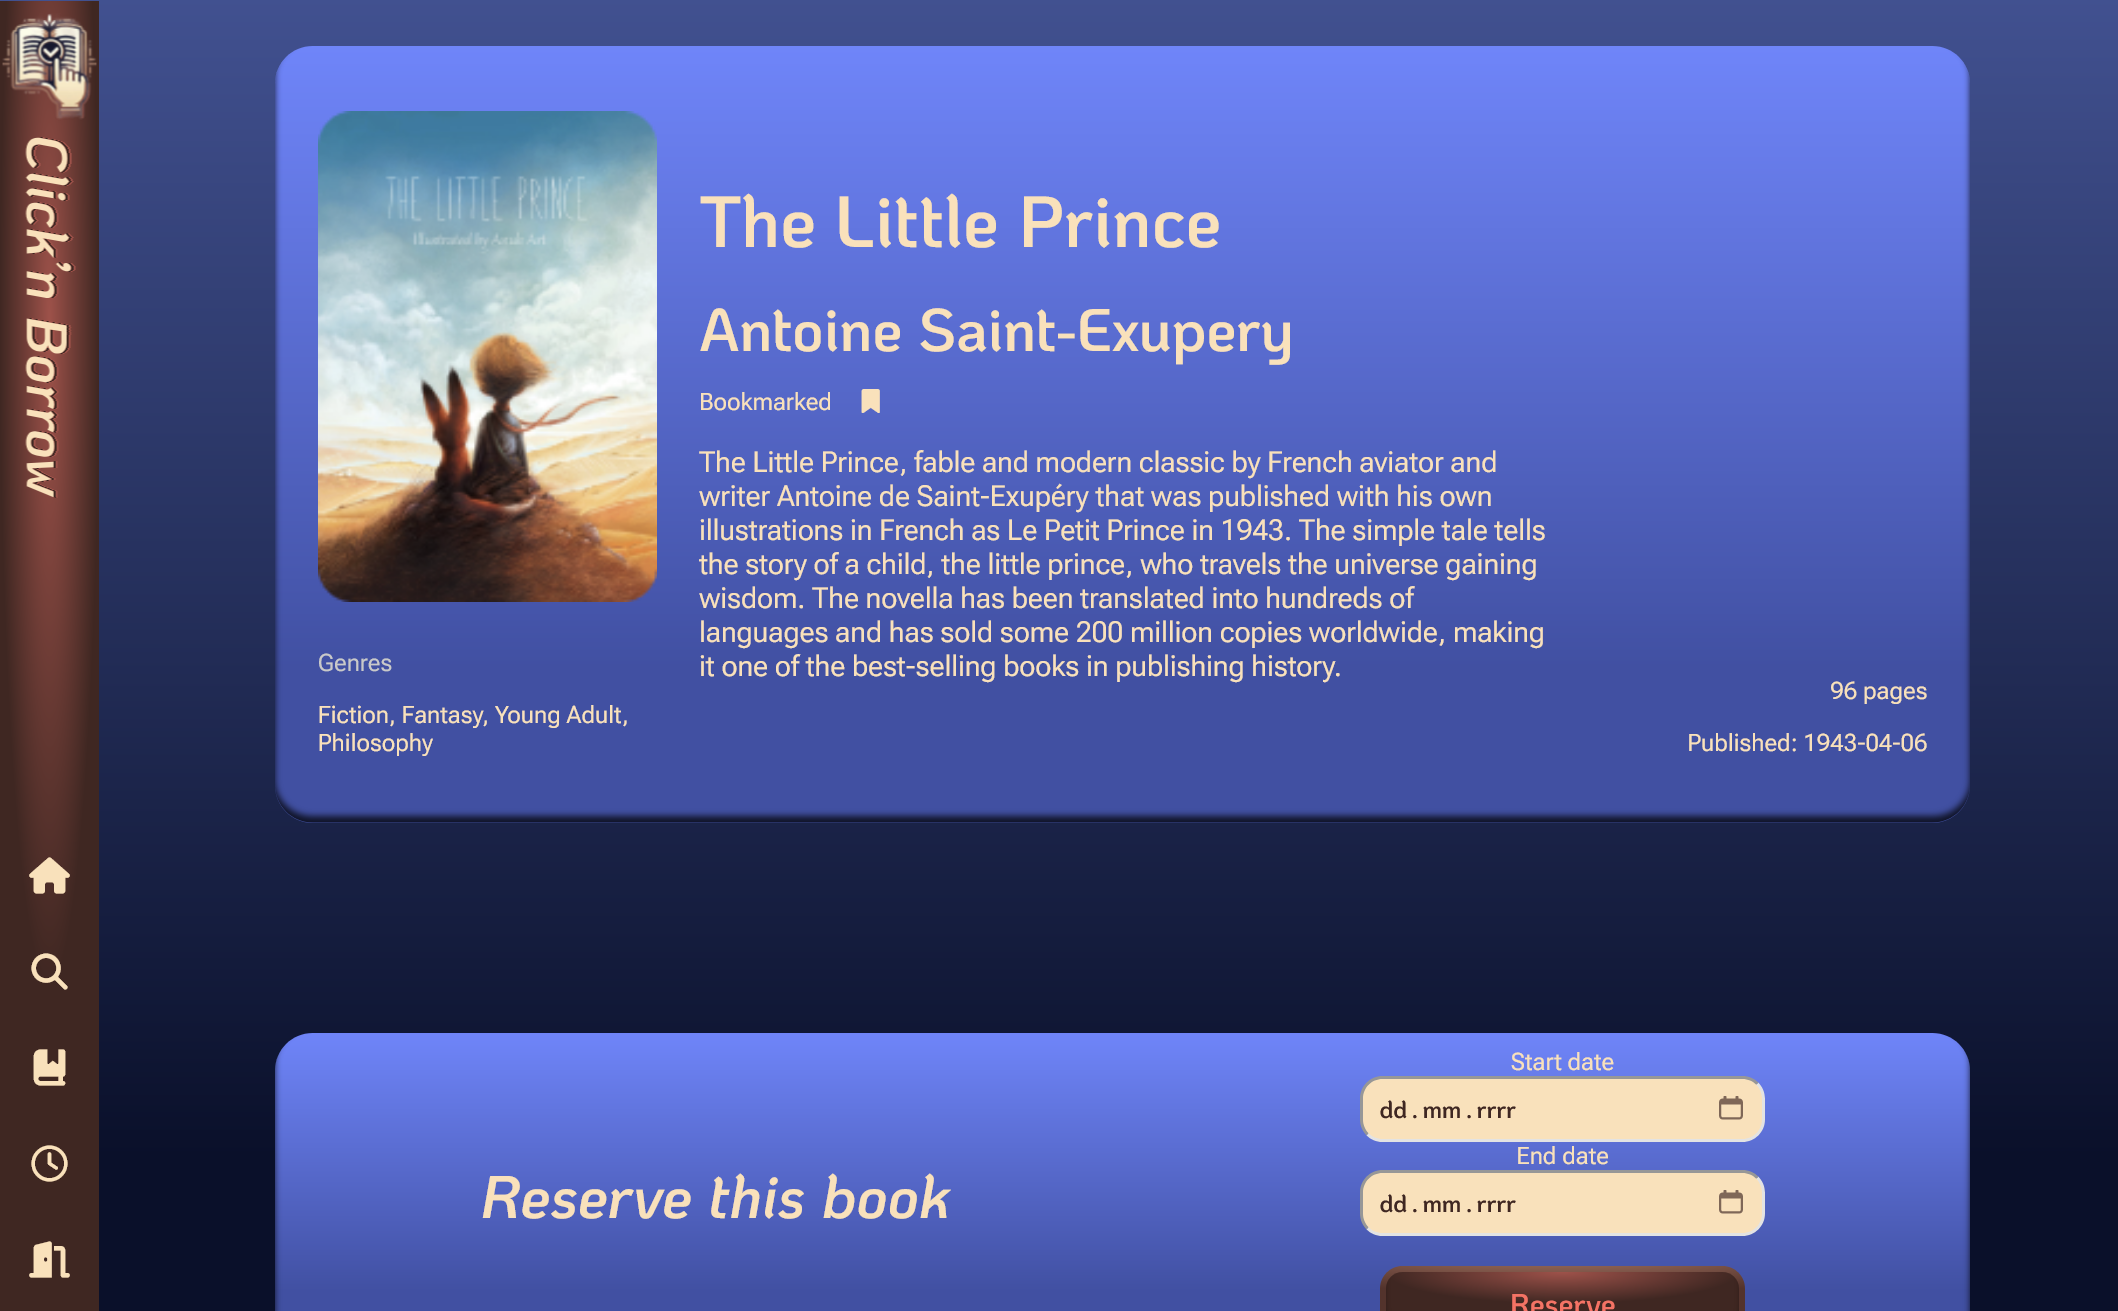 Click'n Borrow
THE LITTLE PRINCE
Illustrated by
The Little Prince
Antoine Saint-Exupery
Bookmarked
The Little Prince, fable and modern classic by French aviator and
writer Antoine de Saint-Exupéry that was published with his own
illustrations in French as Le Petit Prince in 1943. The simple tale tells
the story of a child, the little prince, who travels the universe gaining
wisdom. The novella has been translated into hundreds of
languages and has sold some 200 million copies worldwide, making
it one of the best-selling books in publishing history.
Genres
Fiction, Fantasy, Young Adult,
Philosophy
96 pages
Published: 1943-04-06
Reserve this book
Start date
dd.mm.rrrr
End date
dd.mm.rrrr
Reserve